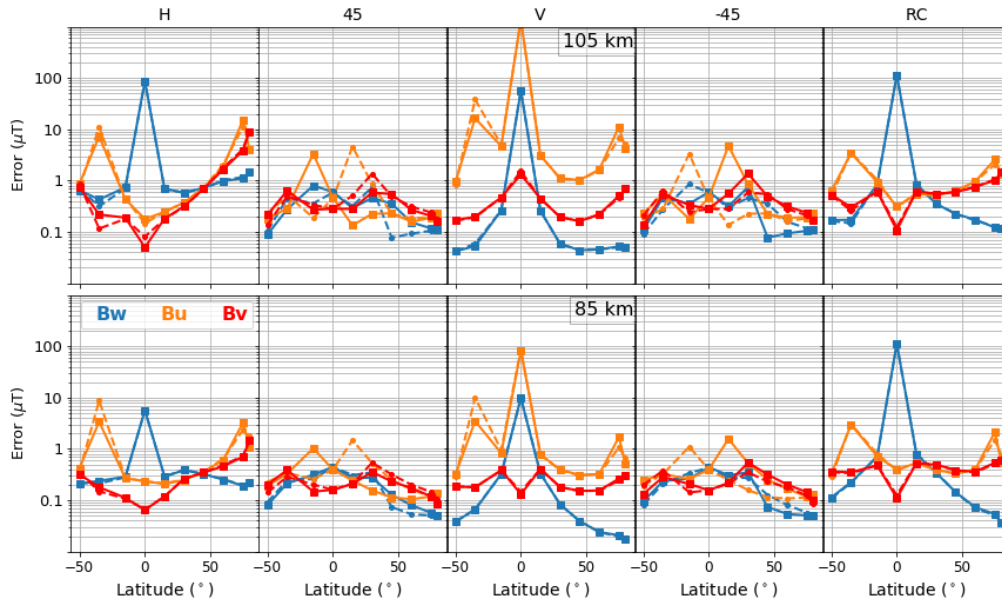 H 45 V -45 RC
105 km
Error (μT)
100
10
1
0.1
85 km
Bw Bu Bv
Error (μT)
100
10
1
0.1
−50 0 50 −50 0 50 −50 0 50 −50 0 50 −50 0 50
Latitude (°) Latitude (°) Latitude (°) Latitude (°) Latitude (°)